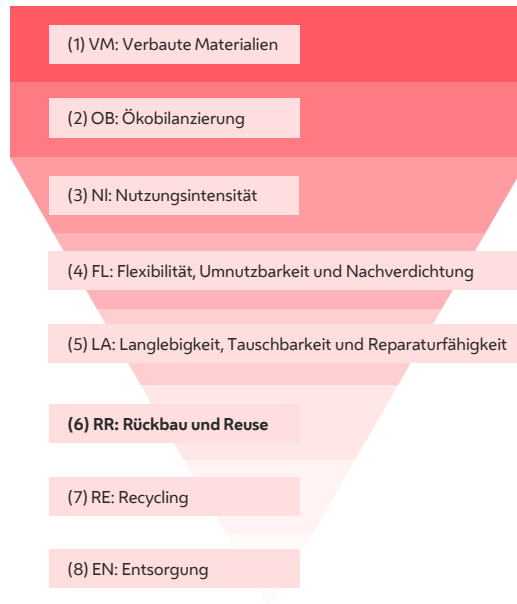 (1) VM: Verbaute Materialien
(2) OB: Ökobilanzierung
(3) NI: Nutzungsintensität
(4) FL: Flexibilität, Umnutzbarkeit und Nachverdichtung
(5) LA: Langlebigkeit, Tauschbarkeit und Reparaturfähigkeit
(6) RR: Rückbau und Reuse
(7) RE: Recycling
(8) EN: Entsorgung